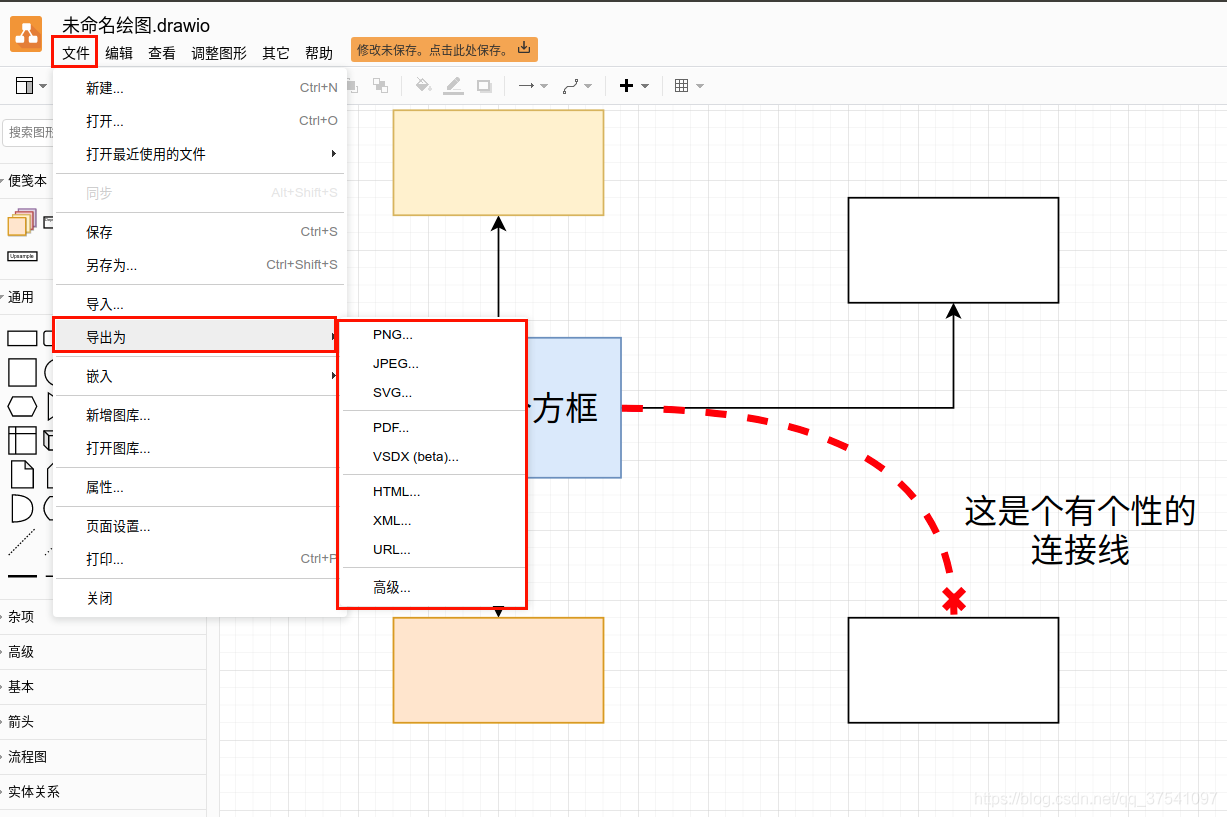 未命名绘图.drawio
文件 编辑 查看 调整图形 其它 帮助 修改未保存。点击此处保存。
新建... Ctrl+N
打开... Ctrl+O
打开最近使用的文件
同步 Alt+Shift+S
保存 Ctrl+S
另存为... Ctrl+Shift+S
导入...
导出为
嵌入
新增图库...
打开图库...
属性...
页面设置...
打印... Ctrl+P
关闭
PNG...
JPEG...
SVG...
PDF...
VSDX (beta)...
HTML...
XML...
URL...
高级...
搜索图形
便笺本
Upsample
通用
杂项
高级
基本
箭头
流程图
实体关系
方框
这是个有个性的
连接线
https://blog.csdn.net/qq_37541097